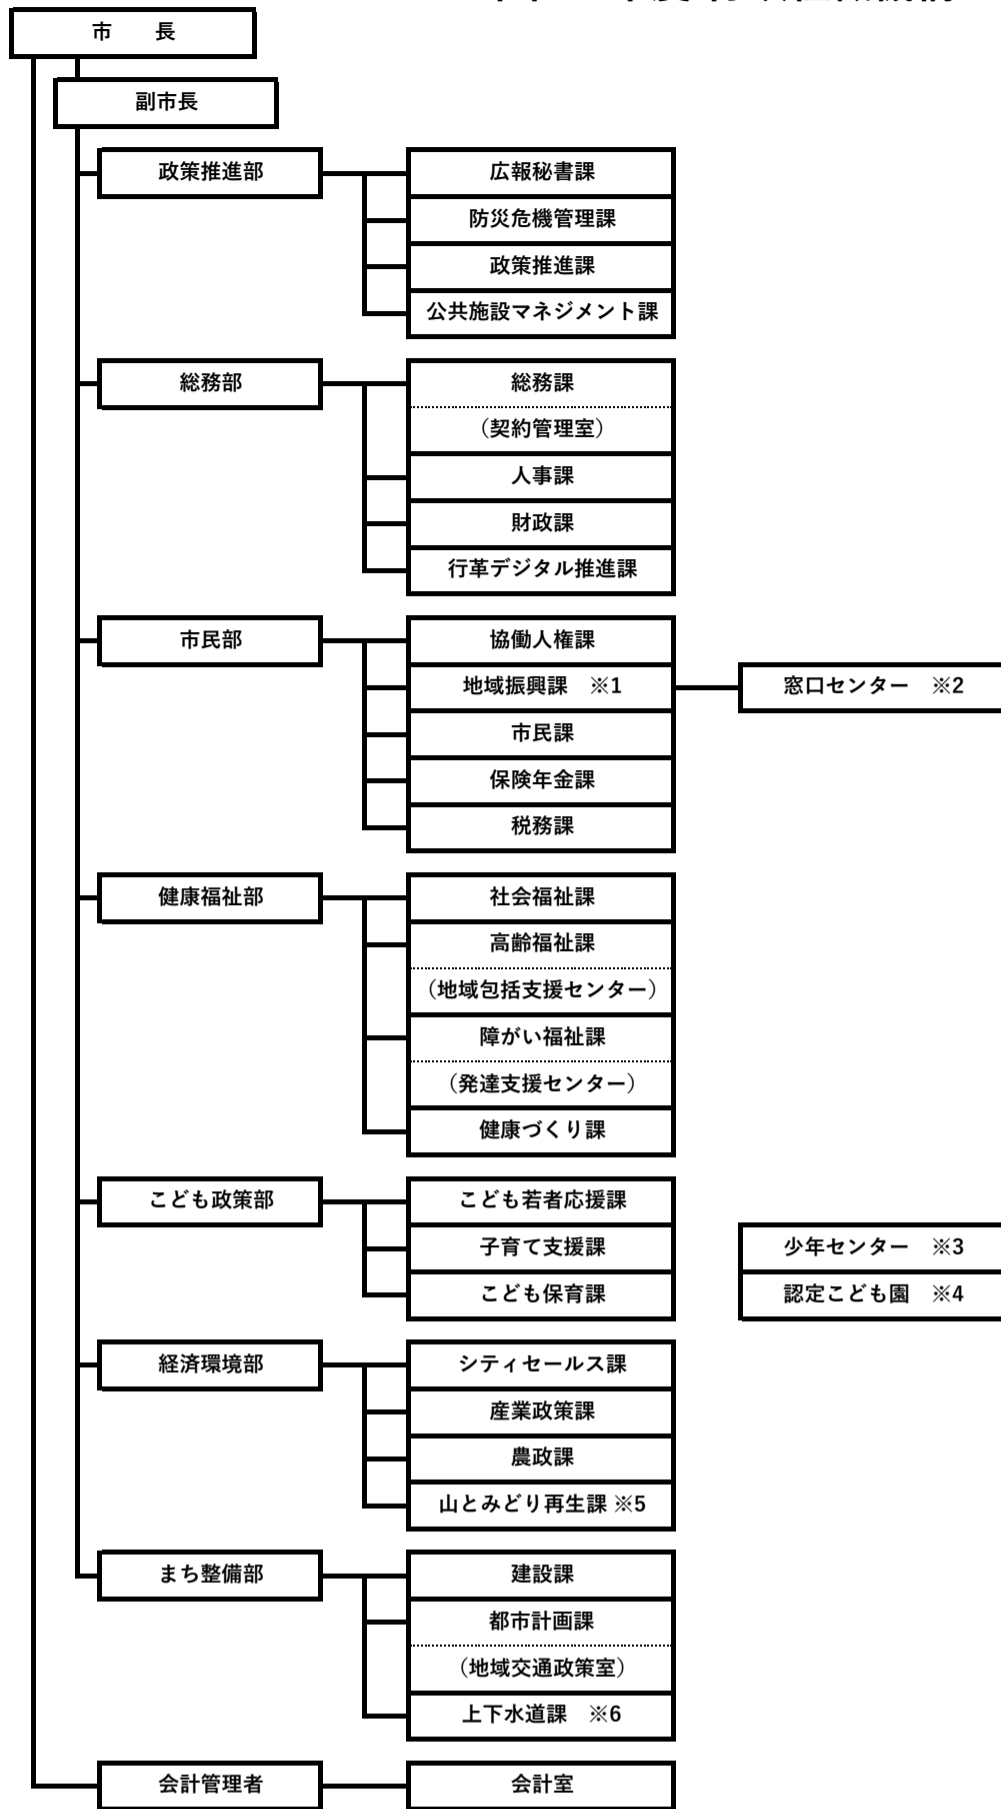 市　長
副市長
政策推進部
広報秘書課
防災危機管理課
政策推進課
公共施設マネジメント課
総務部
総務課
（契約管理室）
人事課
財政課
行革デジタル推進課
市民部
協働人権課
地域振興課　※1
窓口センター　※2
市民課
保険年金課
税務課
健康福祉部
社会福祉課
高齢福祉課
（地域包括支援センター）
障がい福祉課
（発達支援センター）
健康づくり課
こども政策部
こども若者応援課
子育て支援課
少年センター　※3
こども保育課
認定こども園　※4
経済環境部
シティセールス課
産業政策課
農政課
山とみどり再生課 ※5
まち整備部
建設課
都市計画課
（地域交通政策室）
上下水道課　※6
会計管理者
会計室